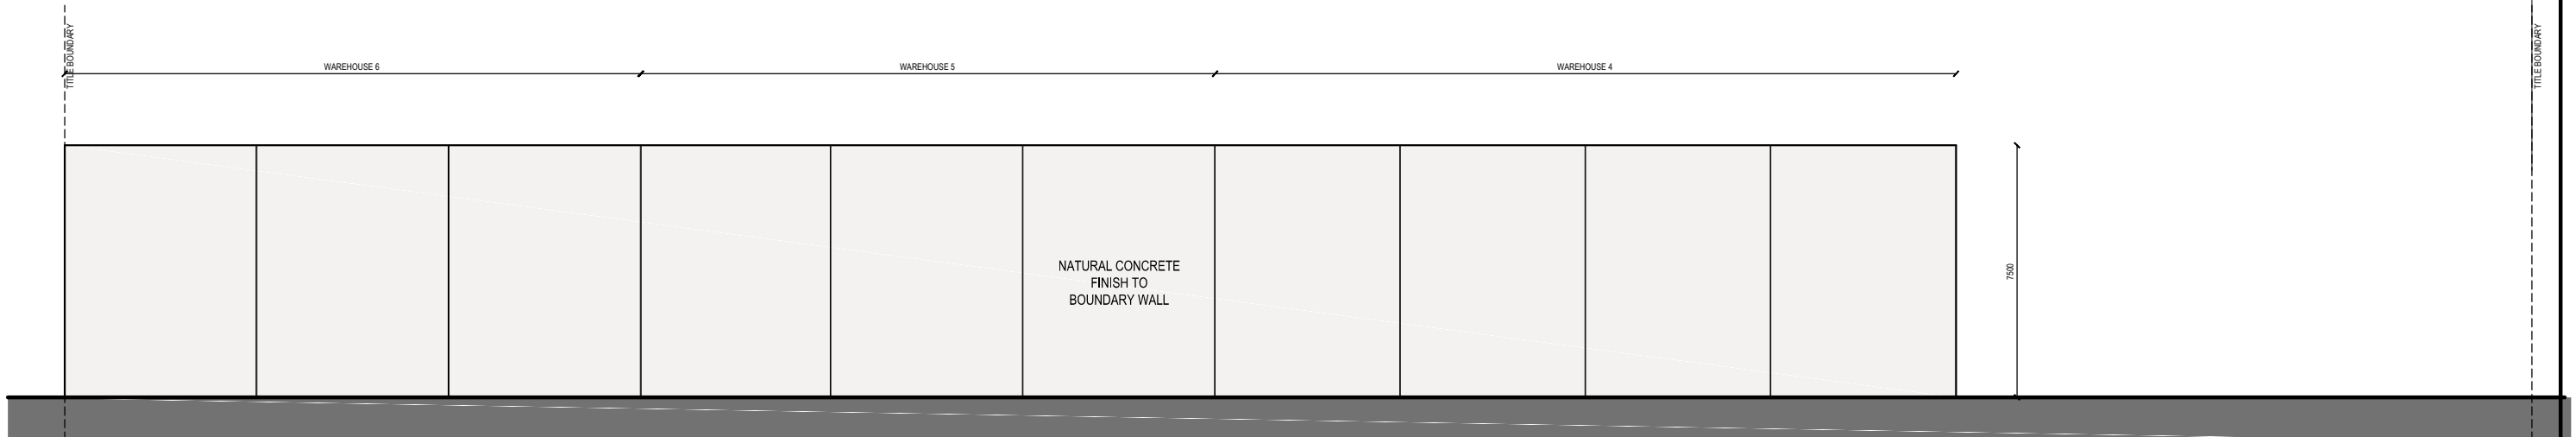 TITLE BOUNDARY
WAREHOUSE 6
WAREHOUSE 5
WAREHOUSE 4
TITLE BOUNDARY
NATURAL CONCRETE
FINISH TO
BOUNDARY WALL
7500